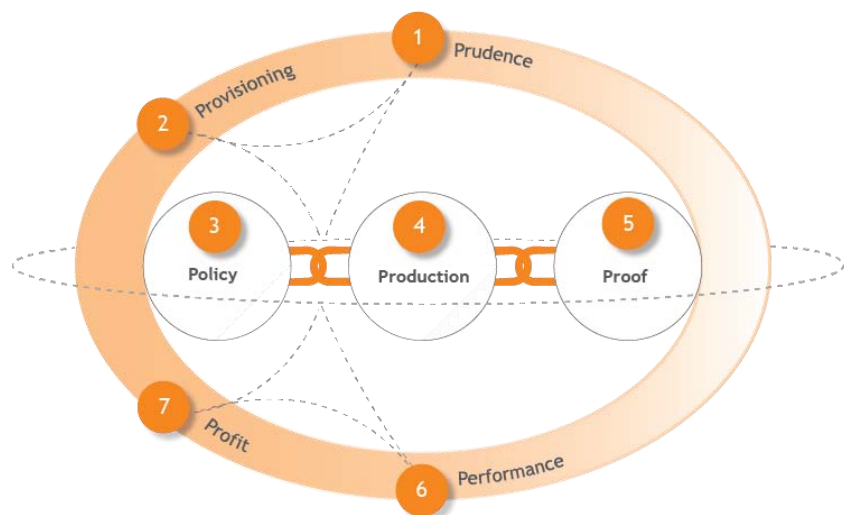 1
Prudence
Provisioning
2
3
Policy
4
Production
5
Proof
7
Profit
6
Performance